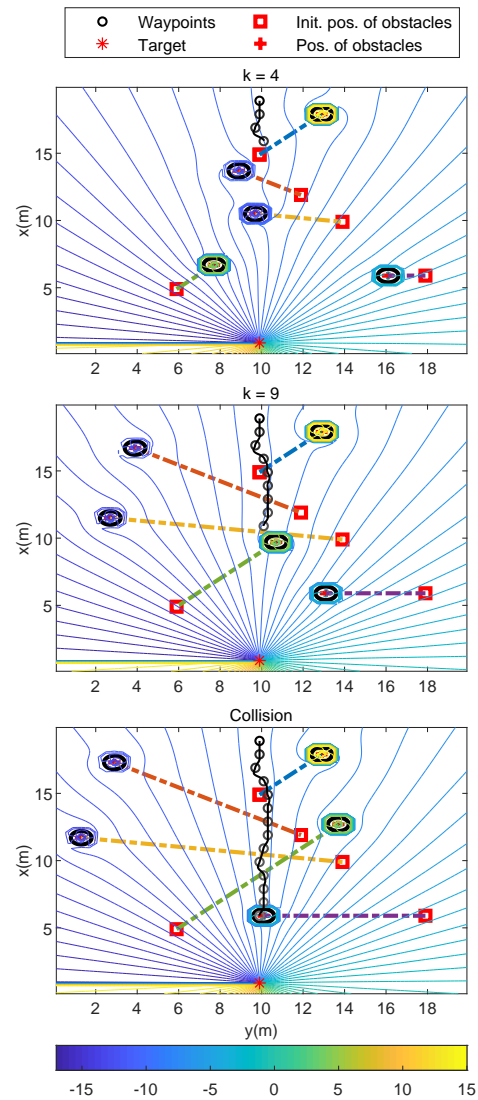 Waypoints
Init. pos. of obstacles
Target
Pos. of obstacles
k = 4
15
10
5
x(m)
2 4 6 8 10 12 14 16 18
k = 9
15
10
5
x(m)
2 4 6 8 10 12 14 16 18
Collision
15
10
5
x(m)
2 4 6 8 10 12 14 16 18
y(m)
-15 -10 -5 0 5 10 15